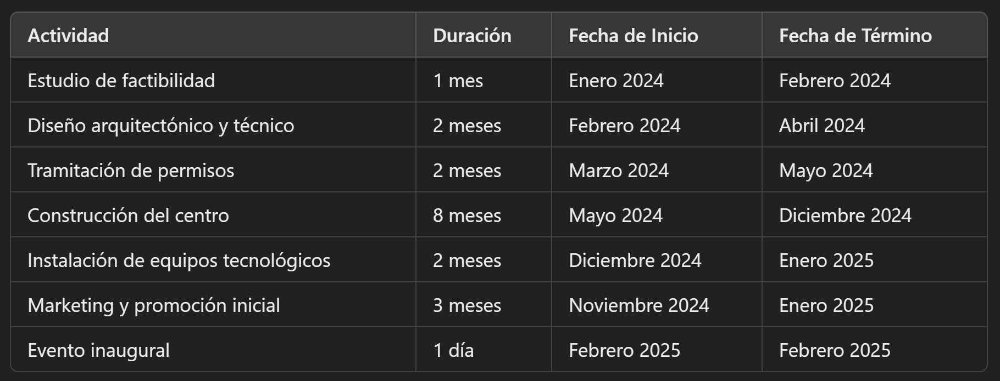 Actividad Duración Fecha de Inicio Fecha de Término
Estudio de factibilidad 1 mes Enero 2024 Febrero 2024
Diseño arquitectónico y técnico 2 meses Febrero 2024 Abril 2024
Tramitación de permisos 2 meses Marzo 2024 Mayo 2024
Construcción del centro 8 meses Mayo 2024 Diciembre 2024
Instalación de equipos tecnológicos 2 meses Diciembre 2024 Enero 2025
Marketing y promoción inicial 3 meses Noviembre 2024 Enero 2025
Evento inaugural 1 día Febrero 2025 Febrero 2025